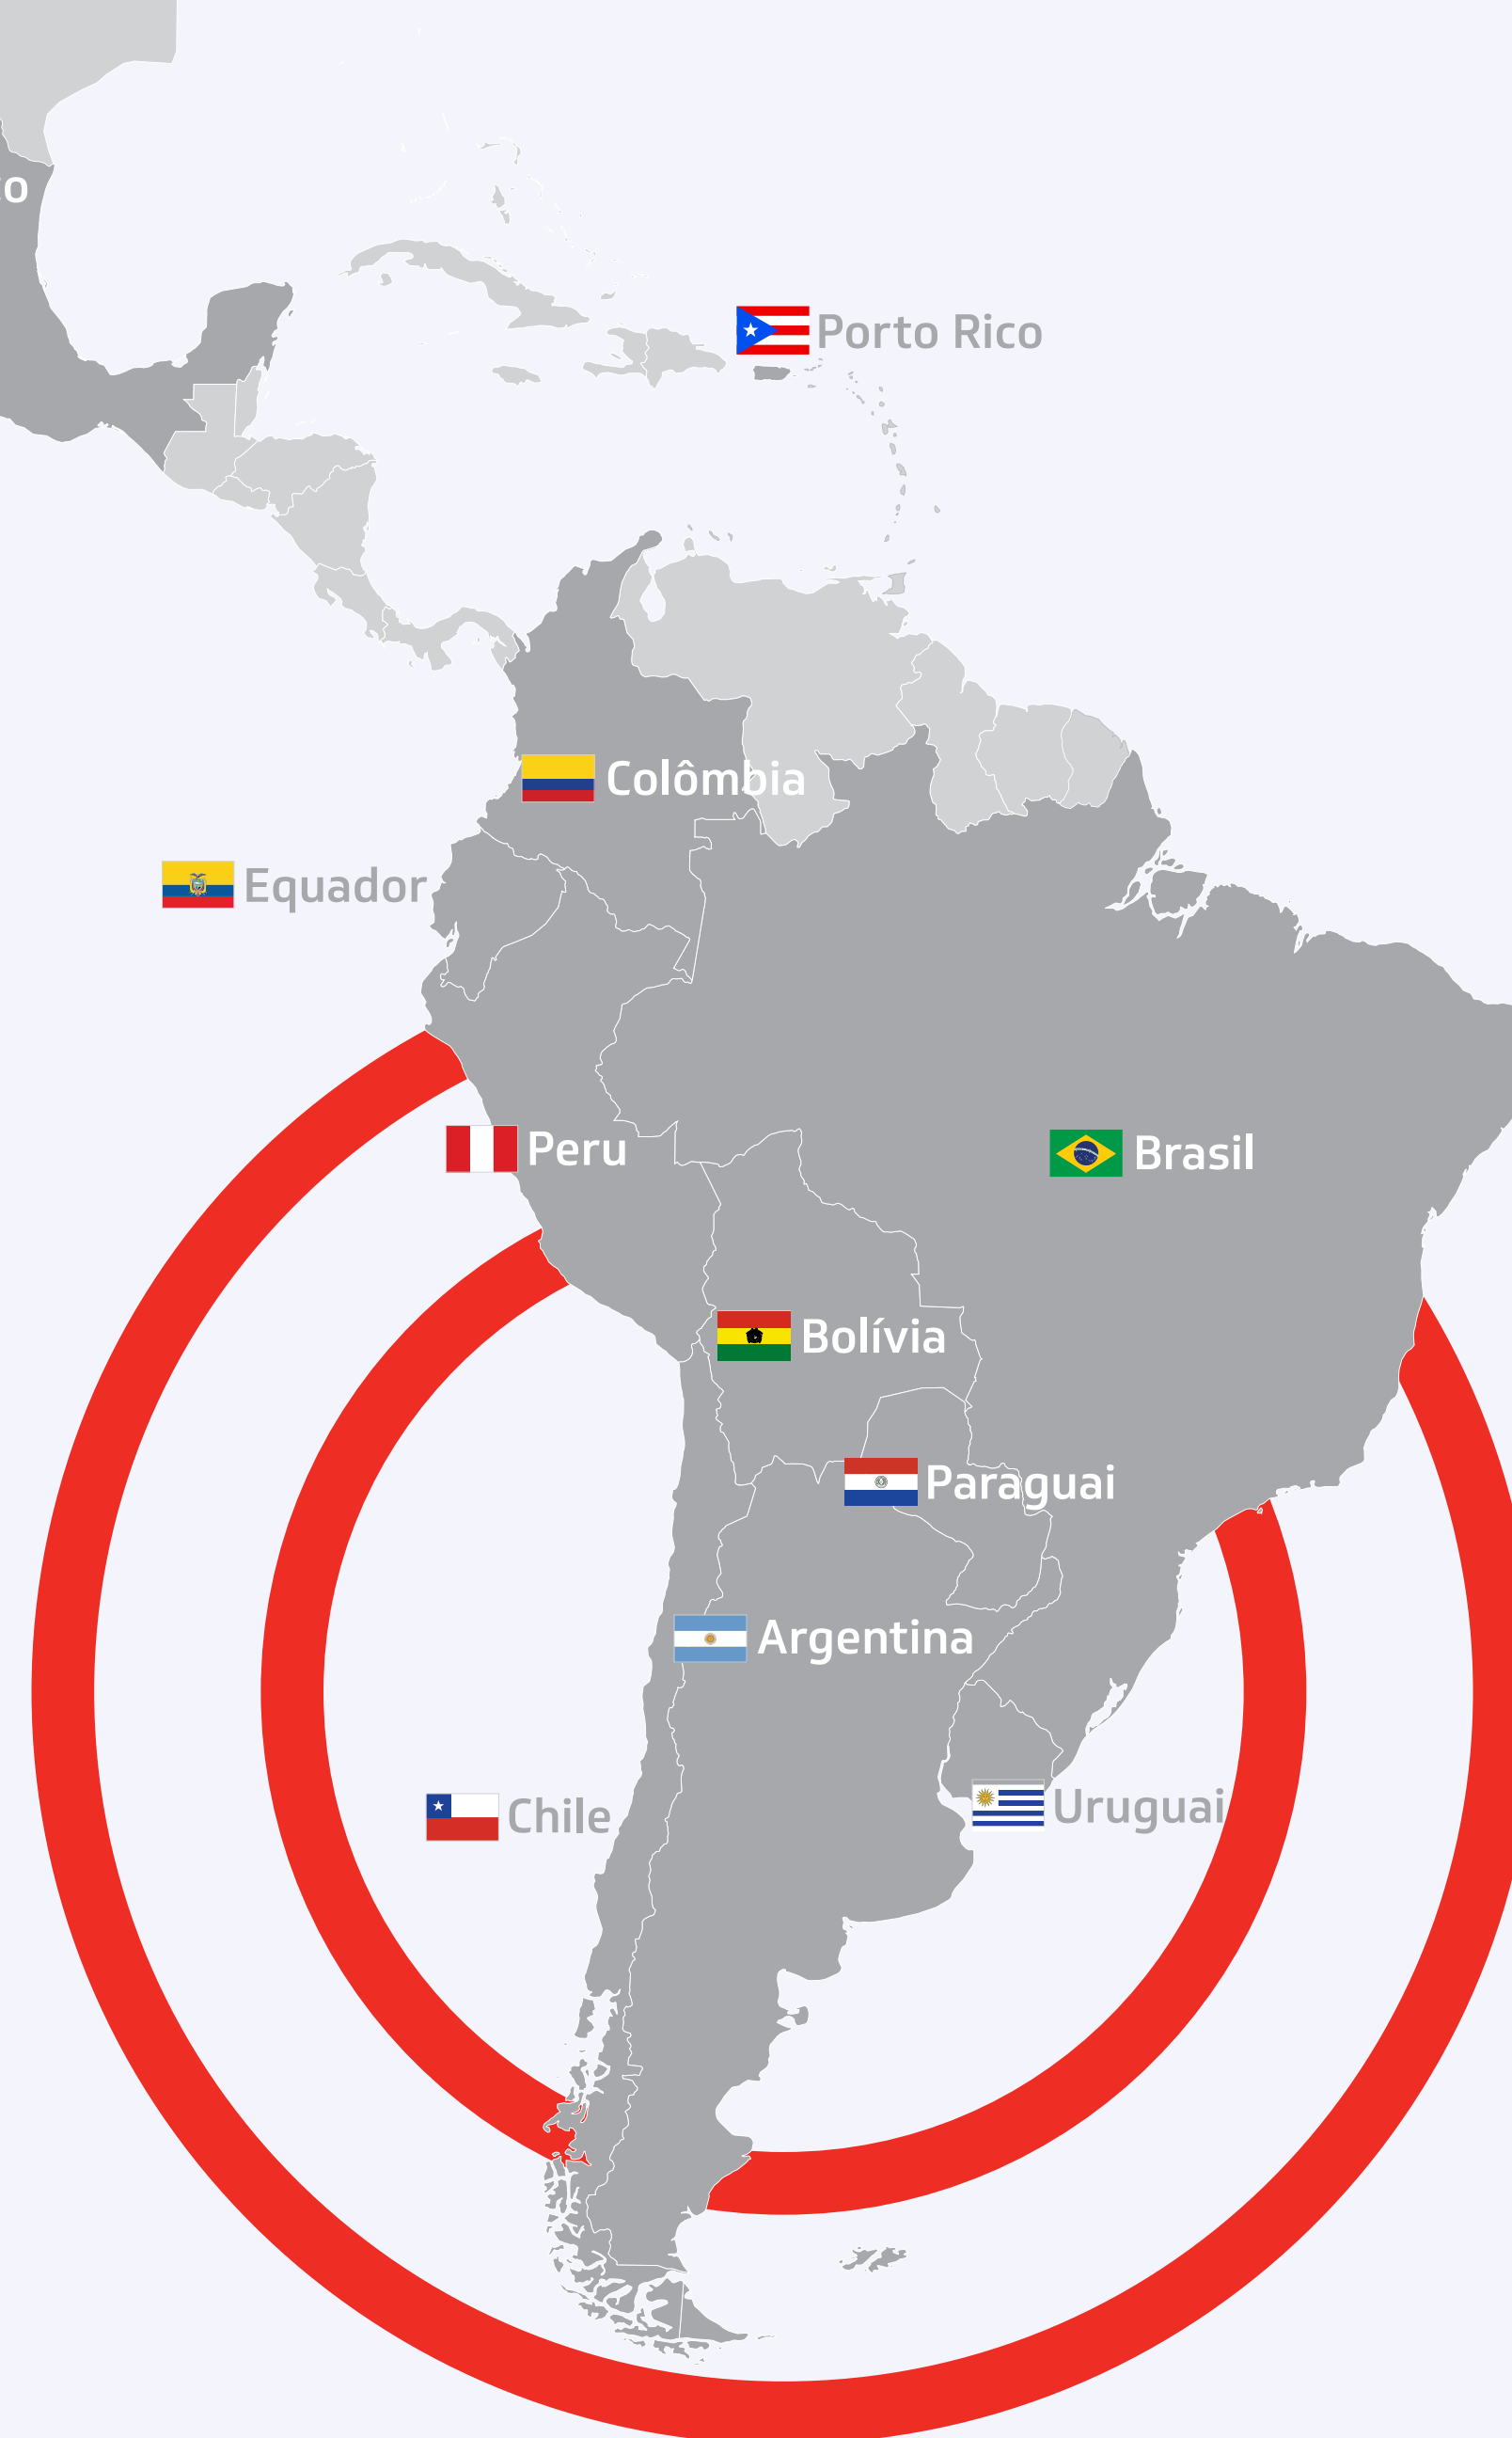 o
Porto Rico
Colômbia
Equador
Peru
Brasil
Bolívia
Paraguai
Argentina
Chile
Uruguai